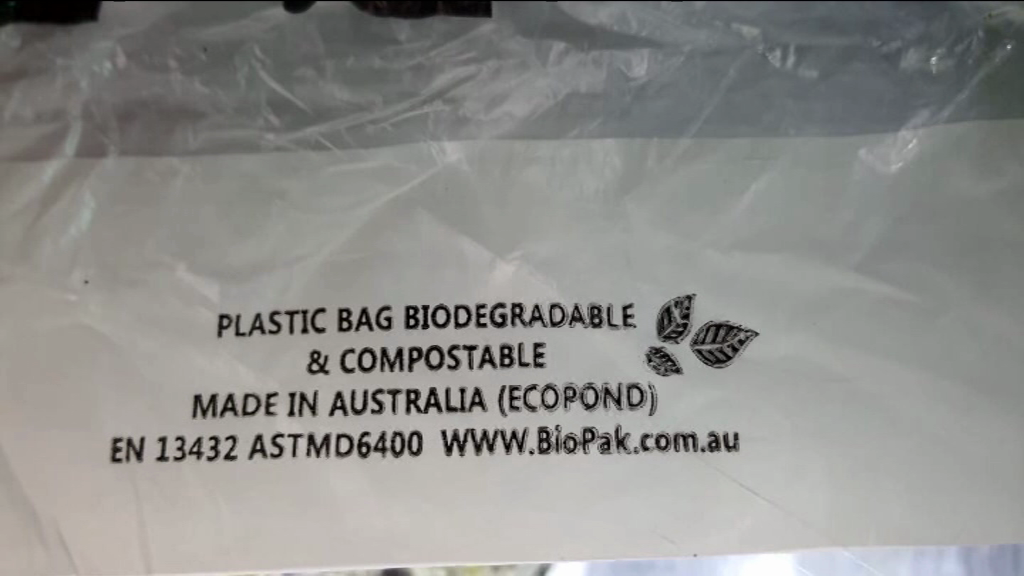 PLASTIC BAG BIODEGRADABLE
& COMPOSTABLE
MADE IN AUSTRALIA (ECOPOND)
EN 13432 ASTMD6400 WWW.BioPak.com.au